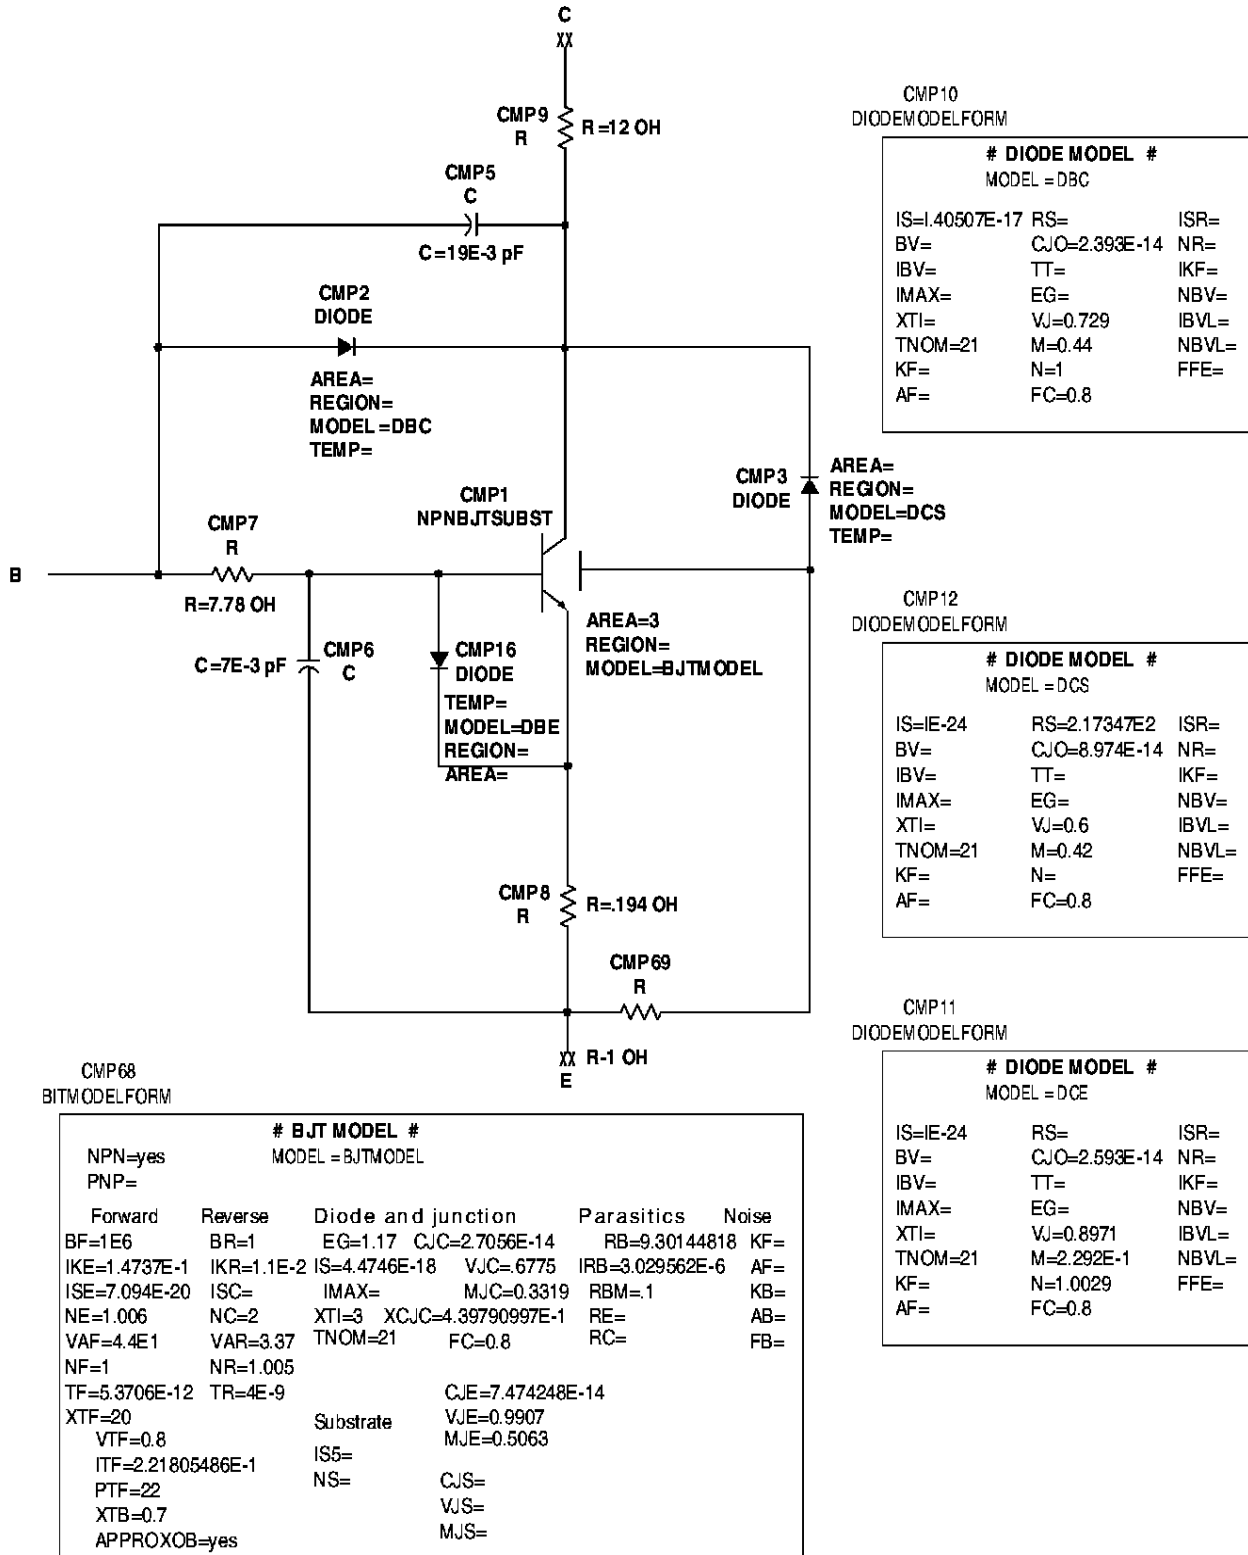 C
XX
CMP9
R
R=12 OH
CMP5
C
C=19E-3 pF
CMP2
DIODE
AREA=
REGION=
MODEL=DBC
TEMP=
CMP3
DIODE
AREA=
REGION=
MODEL=DCS
TEMP=
CMP1
NPNBJTSUBST
CMP7
R
B
R=7.78 OH
AREA=3
REGION=
MODEL=BJTMODEL
C=7E-3 pF
CMP6
C
CMP16
DIODE
TEMP=
MODEL=DBE
REGION=
AREA=
CMP8
R
R=.194 OH
CMP69
R
XX R-1 OH
E
CMP10
DIODEMODELFORM
# DIODE MODEL #
MODEL = DBC
IS=I.40507E-17 RS= ISR=
BV= CJO=2.393E-14 NR=
IBV= TT= IKF=
IMAX= EG= NBV=
XTI= VJ=0.729 IBVL=
TNOM=21 M=0.44 NBVL=
KF= N=1 FFE=
AF= FC=0.8
CMP12
DIODEMODELFORM
# DIODE MODEL #
MODEL = DCS
IS=IE-24 RS=2.17347E2 ISR=
BV= CJO=8.974E-14 NR=
IBV= TT= IKF=
IMAX= EG= NBV=
XTI= VJ=0.6 IBVL=
TNOM=21 M=0.42 NBVL=
KF= N= FFE=
AF= FC=0.8
CMP11
DIODEMODELFORM
# DIODE MODEL #
MODEL = DCE
IS=IE-24 RS= ISR=
BV= CJO=2.593E-14 NR=
IBV= TT= IKF=
IMAX= EG= NBV=
XTI= VJ=0.8971 IBVL=
TNOM=21 M=2.292E-1 NBVL=
KF= N=1.0029 FFE=
AF= FC=0.8
CMP68
BITMODELFORM
# BJT MODEL #
NPN=yes MODEL = BJTMODEL
PNP=
Forward Reverse Diode and junction Parasitics Noise
BF=1E6 BR=1 EG=1.17 CJC=2.7056E-14 RB=9.30144818 KF=
IKE=1.4737E-1 IKR=1.1E-2 IS=4.4746E-18 VJC=.6775 IRB=3.029562E-6 AF=
ISE=7.094E-20 ISC= IMAX= MJC=0.3319 RBM=.1 KB=
NE=1.006 NC=2 XTI=3 XCJC=4.39790997E-1 RE= AB=
VAF=4.4E1 VAR=3.37 TNOM=21 FC=0.8 RC= FB=
NF=1 NR=1.005
TF=5.3706E-12 TR=4E-9 CJE=7.474248E-14
XTF=20 Substrate VJE=0.9907
VTF=0.8 MJE=0.5063
ITF=2.21805486E-1 IS5=
PTF=22 NS= CJS=
XTB=0.7 VJS=
APPROXOB=yes MJS=